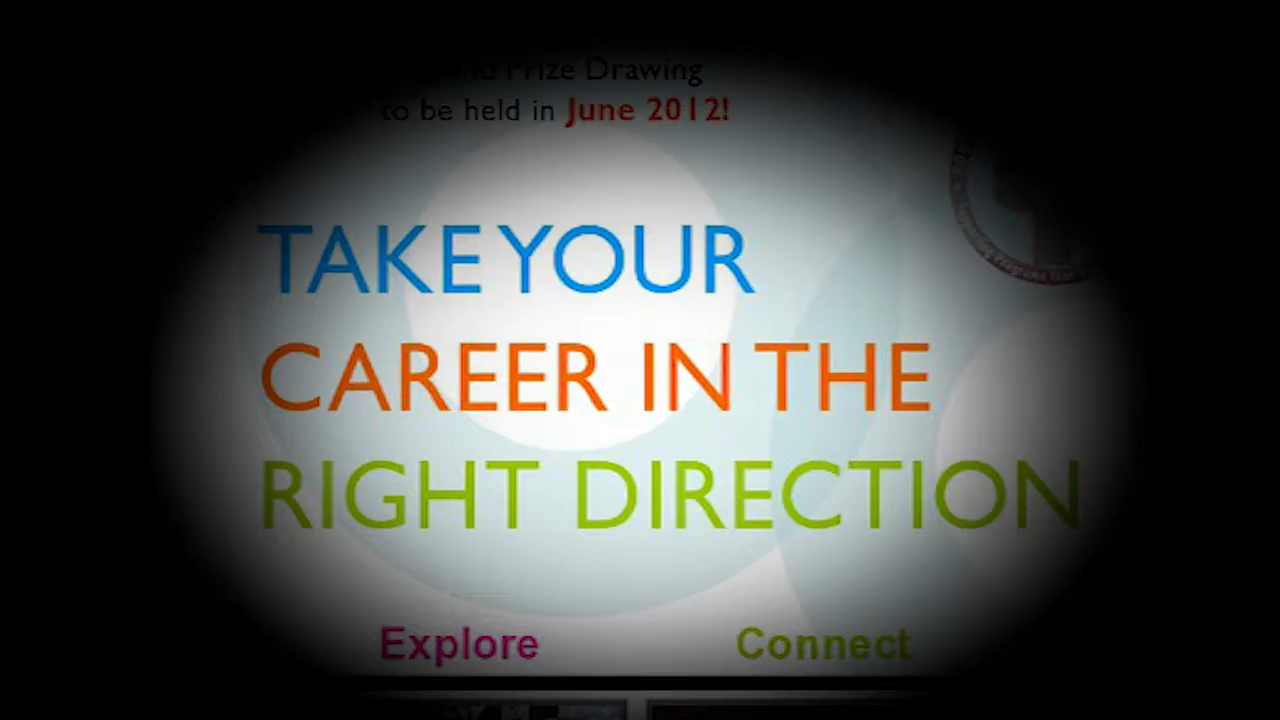 Prize Drawing
to be held in June 2012!
TAKE YOUR
CAREER IN THE
RIGHT DIRECTION
Explore Connect